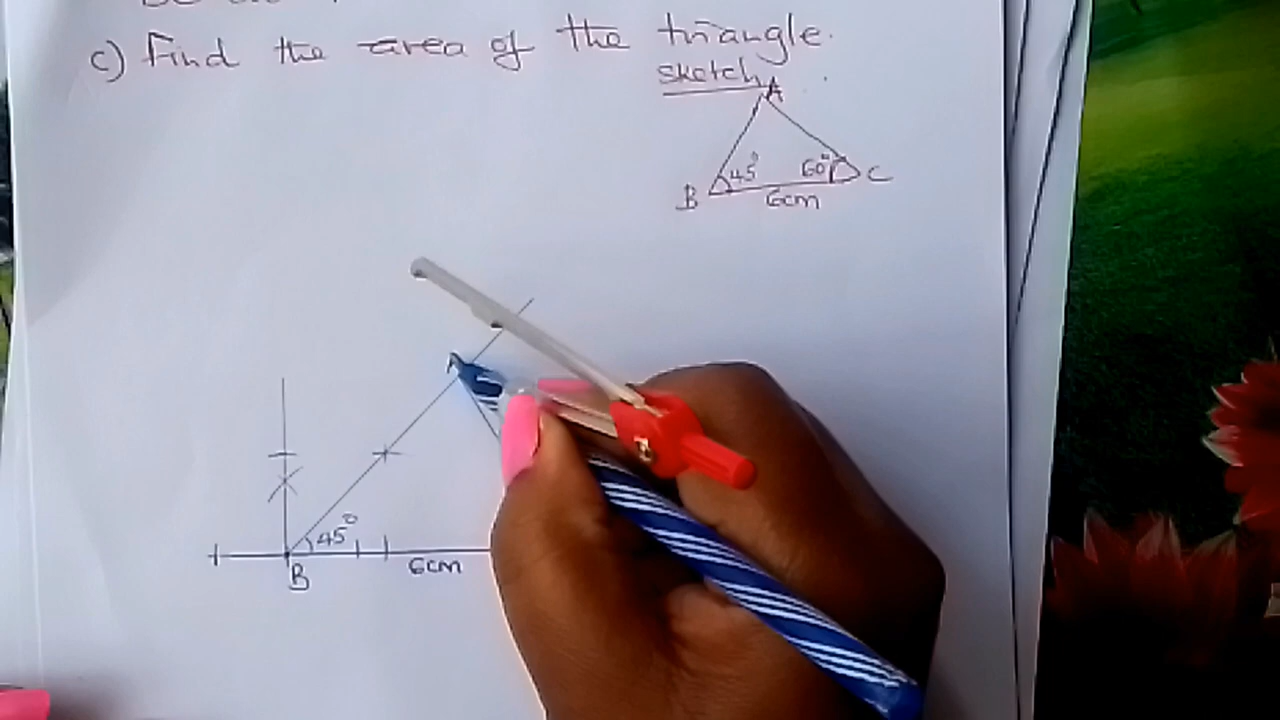 c) Find the area of the triangle.
sketch
A
45° 60°
B C
6cm
45°
B 6cm